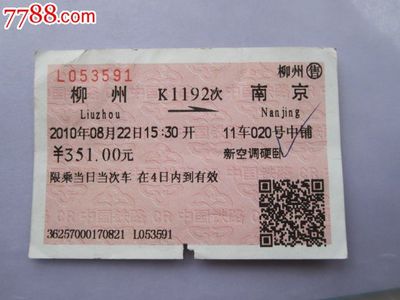 7788.com
L053591
柳州㊙售
柳州 K1192次 南京
Liuzhou Nanjing
2010年08月22日15:30开 11车020号中铺
¥351.00元 新空调硬卧
限乘当日当次车 在4日内到有效
36257000170821 L053591